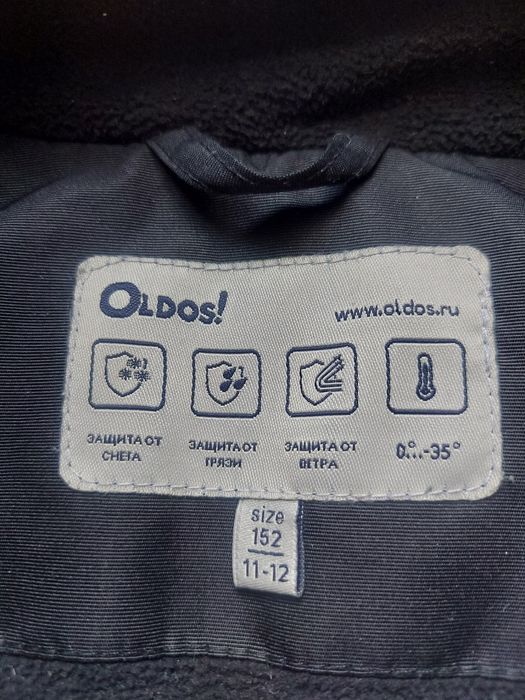 OLDOS!
www.oldos.ru
ЗАЩИТА ОТ
СНЕГА
ЗАЩИТА ОТ
ГРЯЗИ
ЗАЩИТА ОТ
ВЕТРА
0°...-35°
size
152
11-12